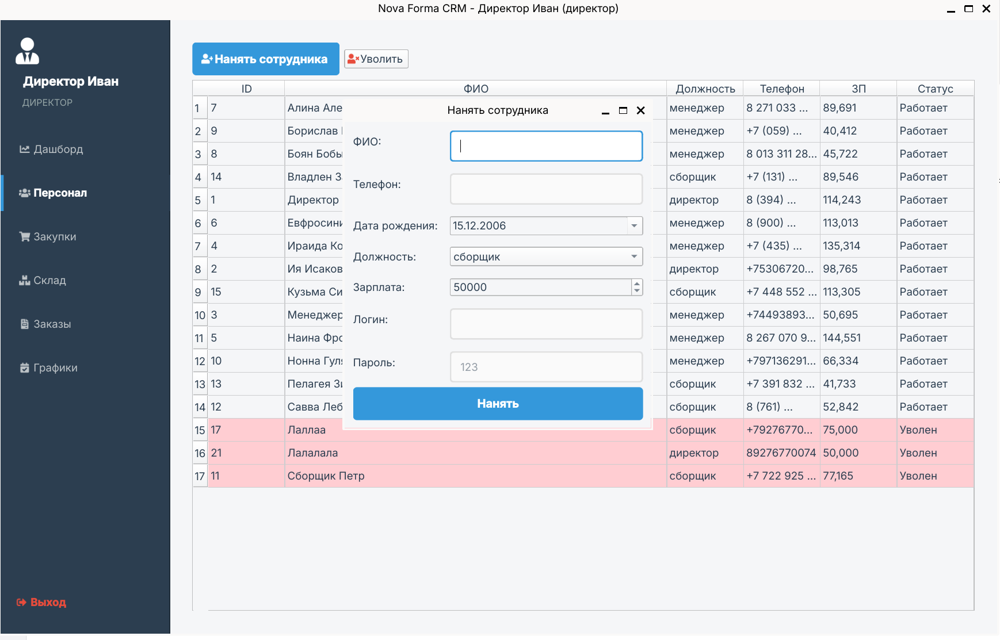 Nova Forma CRM - Директор Иван (директор)
Директор Иван
ДИРЕКТОР
Дашборд
Персонал
Закупки
Склад
Заказы
Графики
Выход
Нанять сотрудника Уволить
ID ФИО Должность Телефон ЗП Статус
1 7 Алина Але менеджер 8 271 033 ... 89,691 Работает
2 9 Борислав менеджер +7 (059) ... 40,412 Работает
3 8 Боян Бобы менеджер 8 013 311 28... 45,722 Работает
4 14 Владлен З сборщик +7 (131) ... 89,546 Работает
5 1 Директор директор 8 (394) ... 114,243 Работает
6 6 Евфросини менеджер 8 (900) ... 113,013 Работает
7 4 Ираида Ко менеджер +7 (435) ... 135,314 Работает
8 2 Ия Исаков директор +75306720... 98,765 Работает
9 15 Кузьма Си сборщик +7 448 552 ... 113,305 Работает
10 3 Менеджер менеджер +74493893... 50,695 Работает
11 5 Наина Фро менеджер 8 267 070 9... 144,551 Работает
12 10 Нонна Гуля менеджер +797136291... 66,334 Работает
13 13 Пелагея Зи сборщик +7 391 832 ... 41,733 Работает
14 12 Савва Леб сборщик 8 (761) ... 52,842 Работает
15 17 Лаллаа сборщик +79276770... 75,000 Уволен
16 21 Лалалала директор 89276770074 50,000 Уволен
17 11 Сборщик Петр сборщик +7 722 925 ... 77,165 Уволен
Нанять сотрудника
ФИО:
Телефон:
Дата рождения: 15.12.2006
Должность: сборщик
Зарплата: 50000
Логин:
Пароль: 123
Нанять